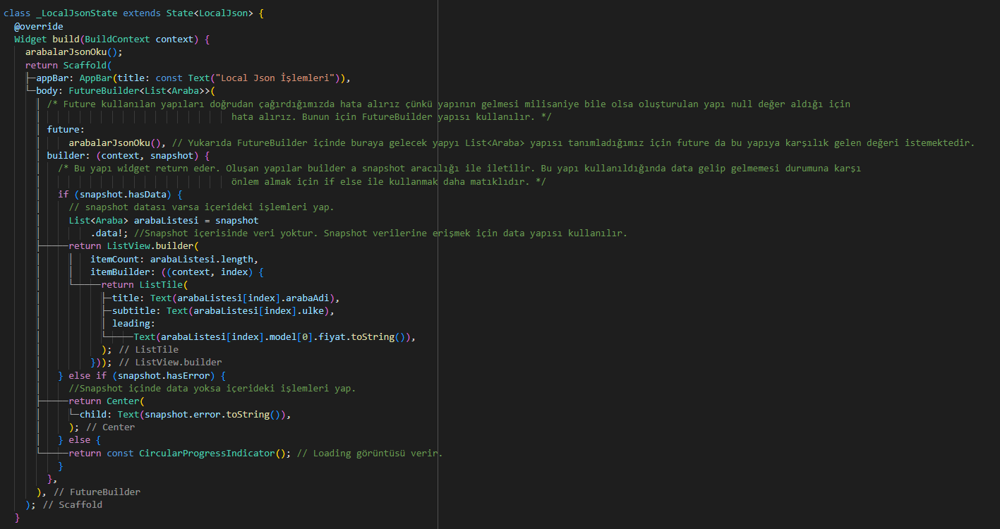 class _LocalJsonState extends State<LocalJson> {
@override
Widget build(BuildContext context) {
arabalarJsonOku();
return Scaffold(
appBar: AppBar(title: const Text("Local Json İşlemleri")),
body: FutureBuilder<List<Araba>>(
/* Future kullanılan yapıları doğrudan çağırdığımızda hata alırız çünkü yapının gelmesi milisaniye bile olsa oluşturulan yapı null değer aldığı için
hata alırız. Bunun için FutureBuilder yapısı kullanılır. */
future:
arabalarJsonOku(), // Yukarıda FutureBuilder içinde buraya gelecek yapyı List<Araba> yapısı tanımladığımız için future da bu yapıya karşılık gelen değeri istemektedir.
builder: (context, snapshot) {
/* Bu yapı widget return eder. Oluşan yapılar builder a snapshot aracılığı ile iletilir. Bu yapı kullanıldığında data gelip gelmemesi durumuna karşı
önlem almak için if else ile kullanmak daha matıklıdır. */
if (snapshot.hasData) {
// snapshot datası varsa içerideki işlemleri yap.
List<Araba> arabaListesi = snapshot
.data!; //Snapshot içerisinde veri yoktur. Snapshot verilerine erişmek için data yapısı kullanılır.
return ListView.builder(
itemCount: arabaListesi.length,
itemBuilder: ((context, index) {
return ListTile(
title: Text(arabaListesi[index].arabaAdi),
subtitle: Text(arabaListesi[index].ulke),
leading:
Text(arabaListesi[index].model[0].fiyat.toString()),
); // ListTile
})); // ListView.builder
} else if (snapshot.hasError) {
//Snapshot içinde data yoksa içerideki işlemleri yap.
return Center(
child: Text(snapshot.error.toString()),
); // Center
} else {
return const CircularProgressIndicator(); // Loading görüntüsü verir.
}
},
), // FutureBuilder
); // Scaffold
}